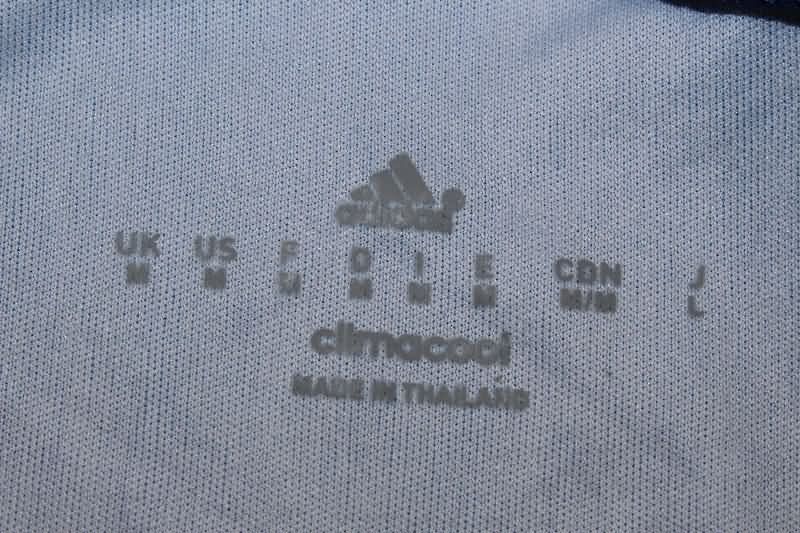 adidas
UK US F D I E CDN J
M M M M M M M/M L
climacool
MADE IN THAILAND